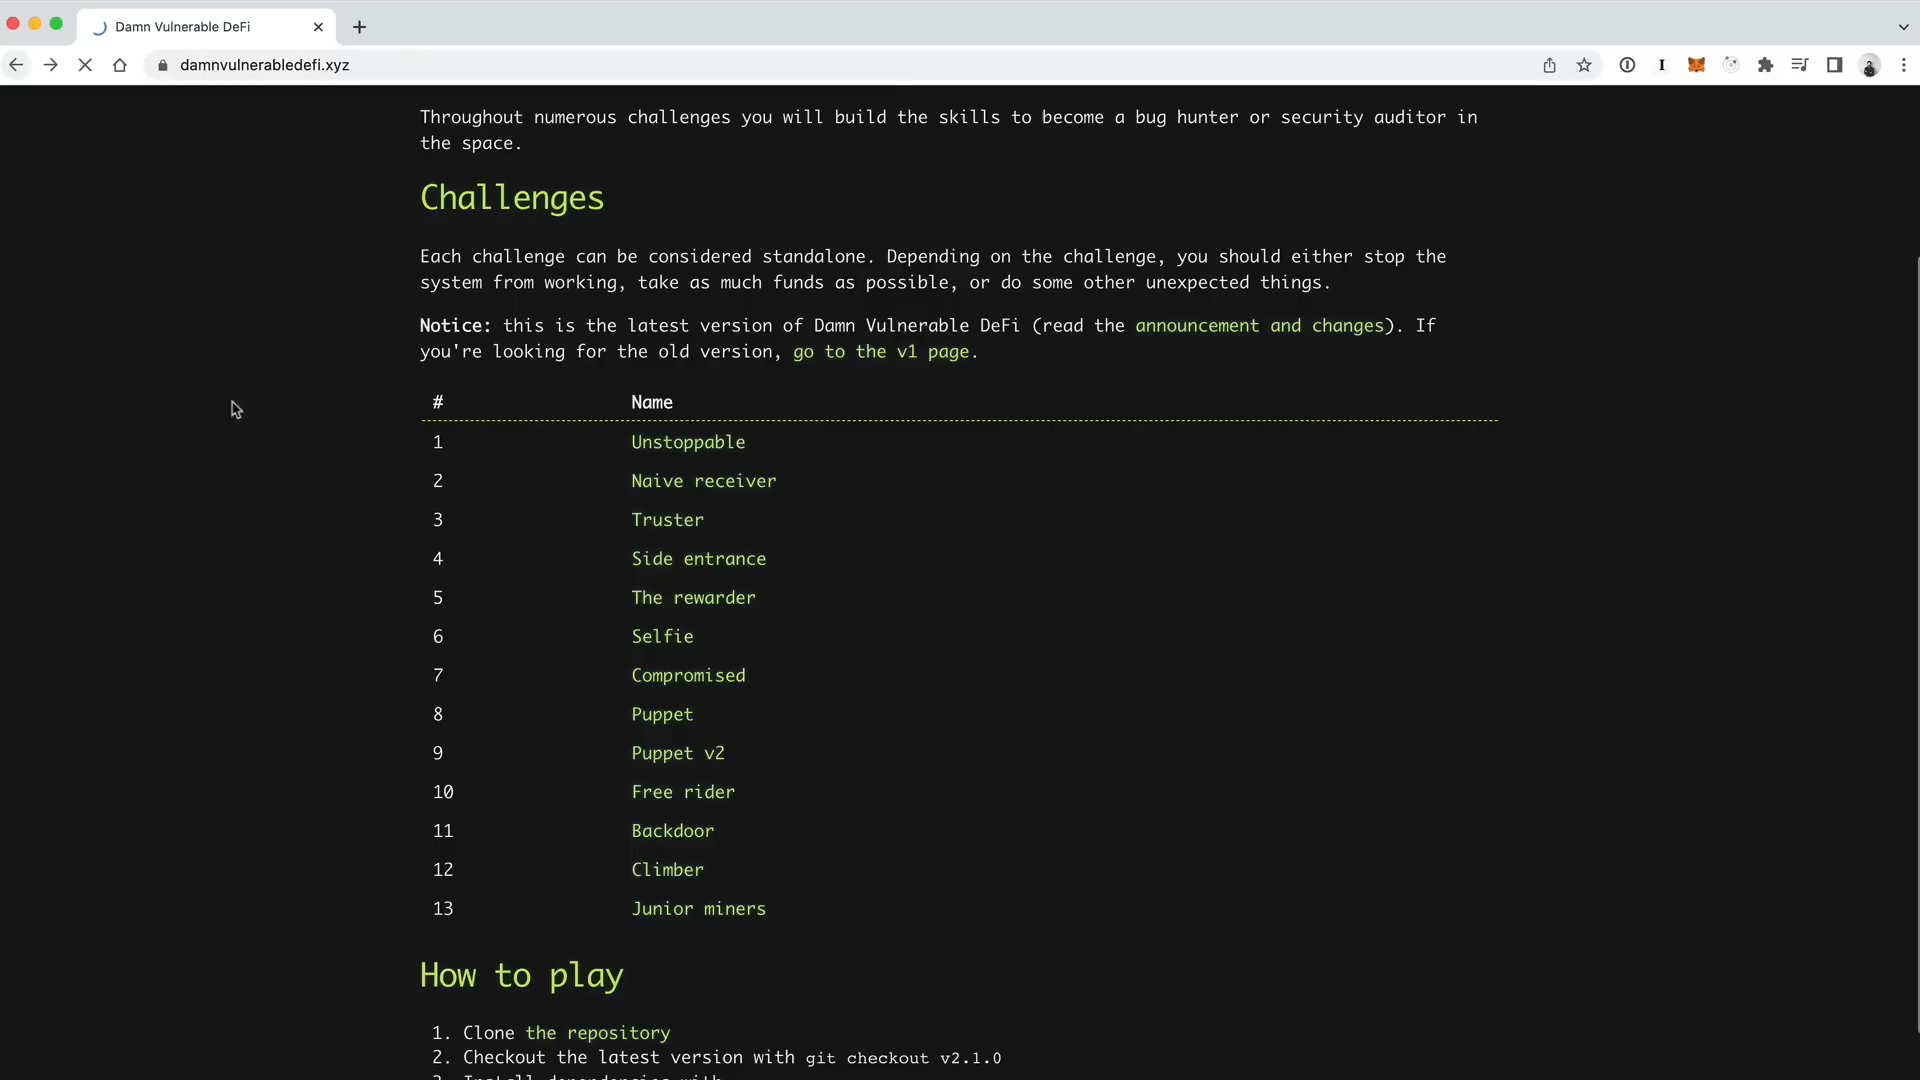 Damn Vulnerable DeFi
damnvulnerabledefi.xyz
Throughout numerous challenges you will build the skills to become a bug hunter or security auditor in
the space.
Challenges
Each challenge can be considered standalone. Depending on the challenge, you should either stop the
system from working, take as much funds as possible, or do some other unexpected things.
Notice: this is the latest version of Damn Vulnerable DeFi (read the announcement and changes). If
you're looking for the old version, go to the v1 page.
# Name
1 Unstoppable
2 Naive receiver
3 Truster
4 Side entrance
5 The rewarder
6 Selfie
7 Compromised
8 Puppet
9 Puppet v2
10 Free rider
11 Backdoor
12 Climber
13 Junior miners
How to play
1. Clone the repository
2. Checkout the latest version with git checkout v2.1.0
3. Install dependencies with